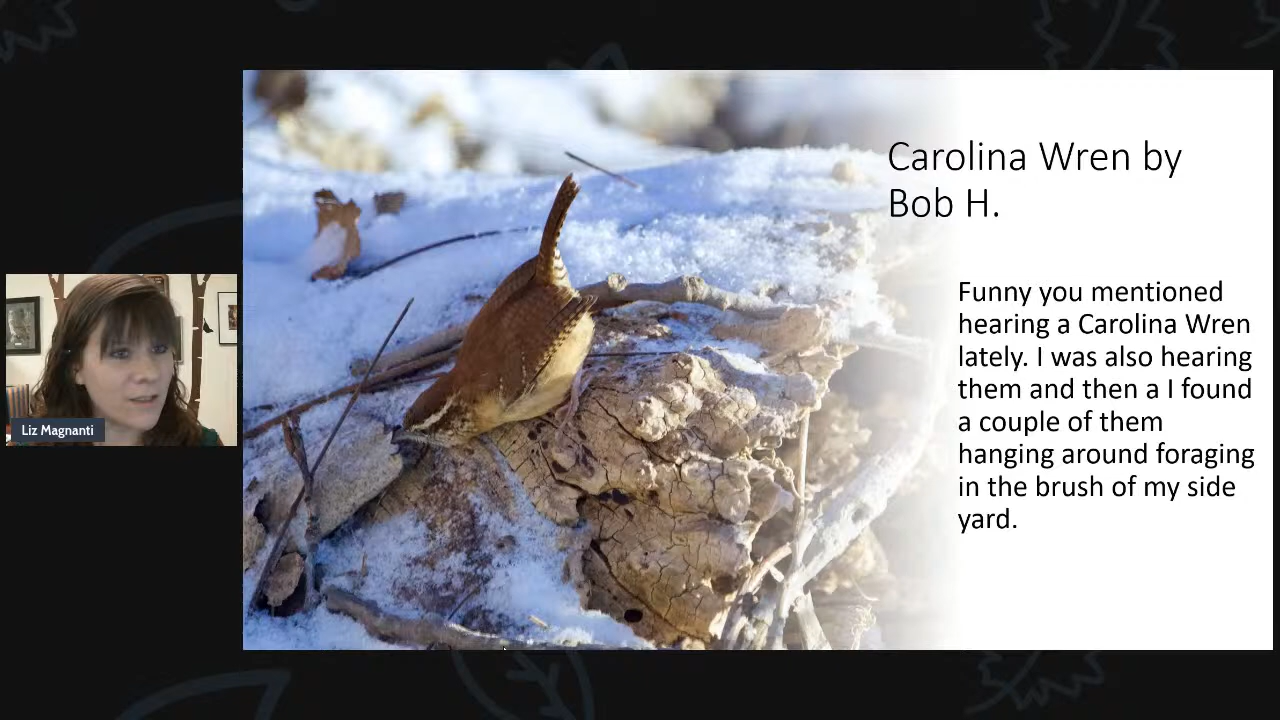 Carolina Wren by
Bob H.
Funny you mentioned
hearing a Carolina Wren
lately. I was also hearing
them and then a I found
a couple of them
hanging around foraging
in the brush of my side
yard.
Liz Magnanti